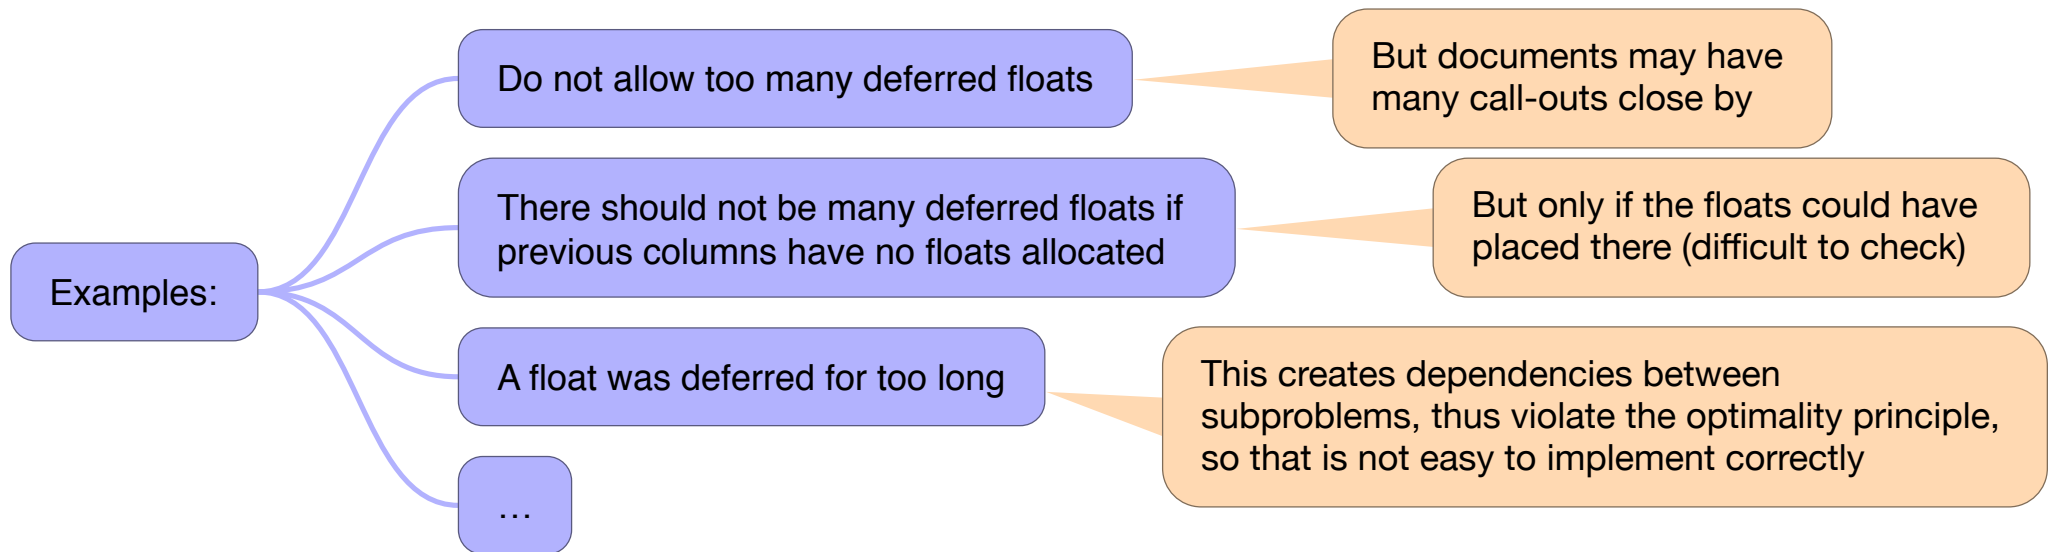 Do not allow too many deferred floats
But documents may have
many call-outs close by
There should not be many deferred floats if
previous columns have no floats allocated
But only if the floats could have
placed there (difficult to check)
Examples:
A float was deferred for too long
This creates dependencies between
subproblems, thus violate the optimality principle,
so that is not easy to implement correctly
…